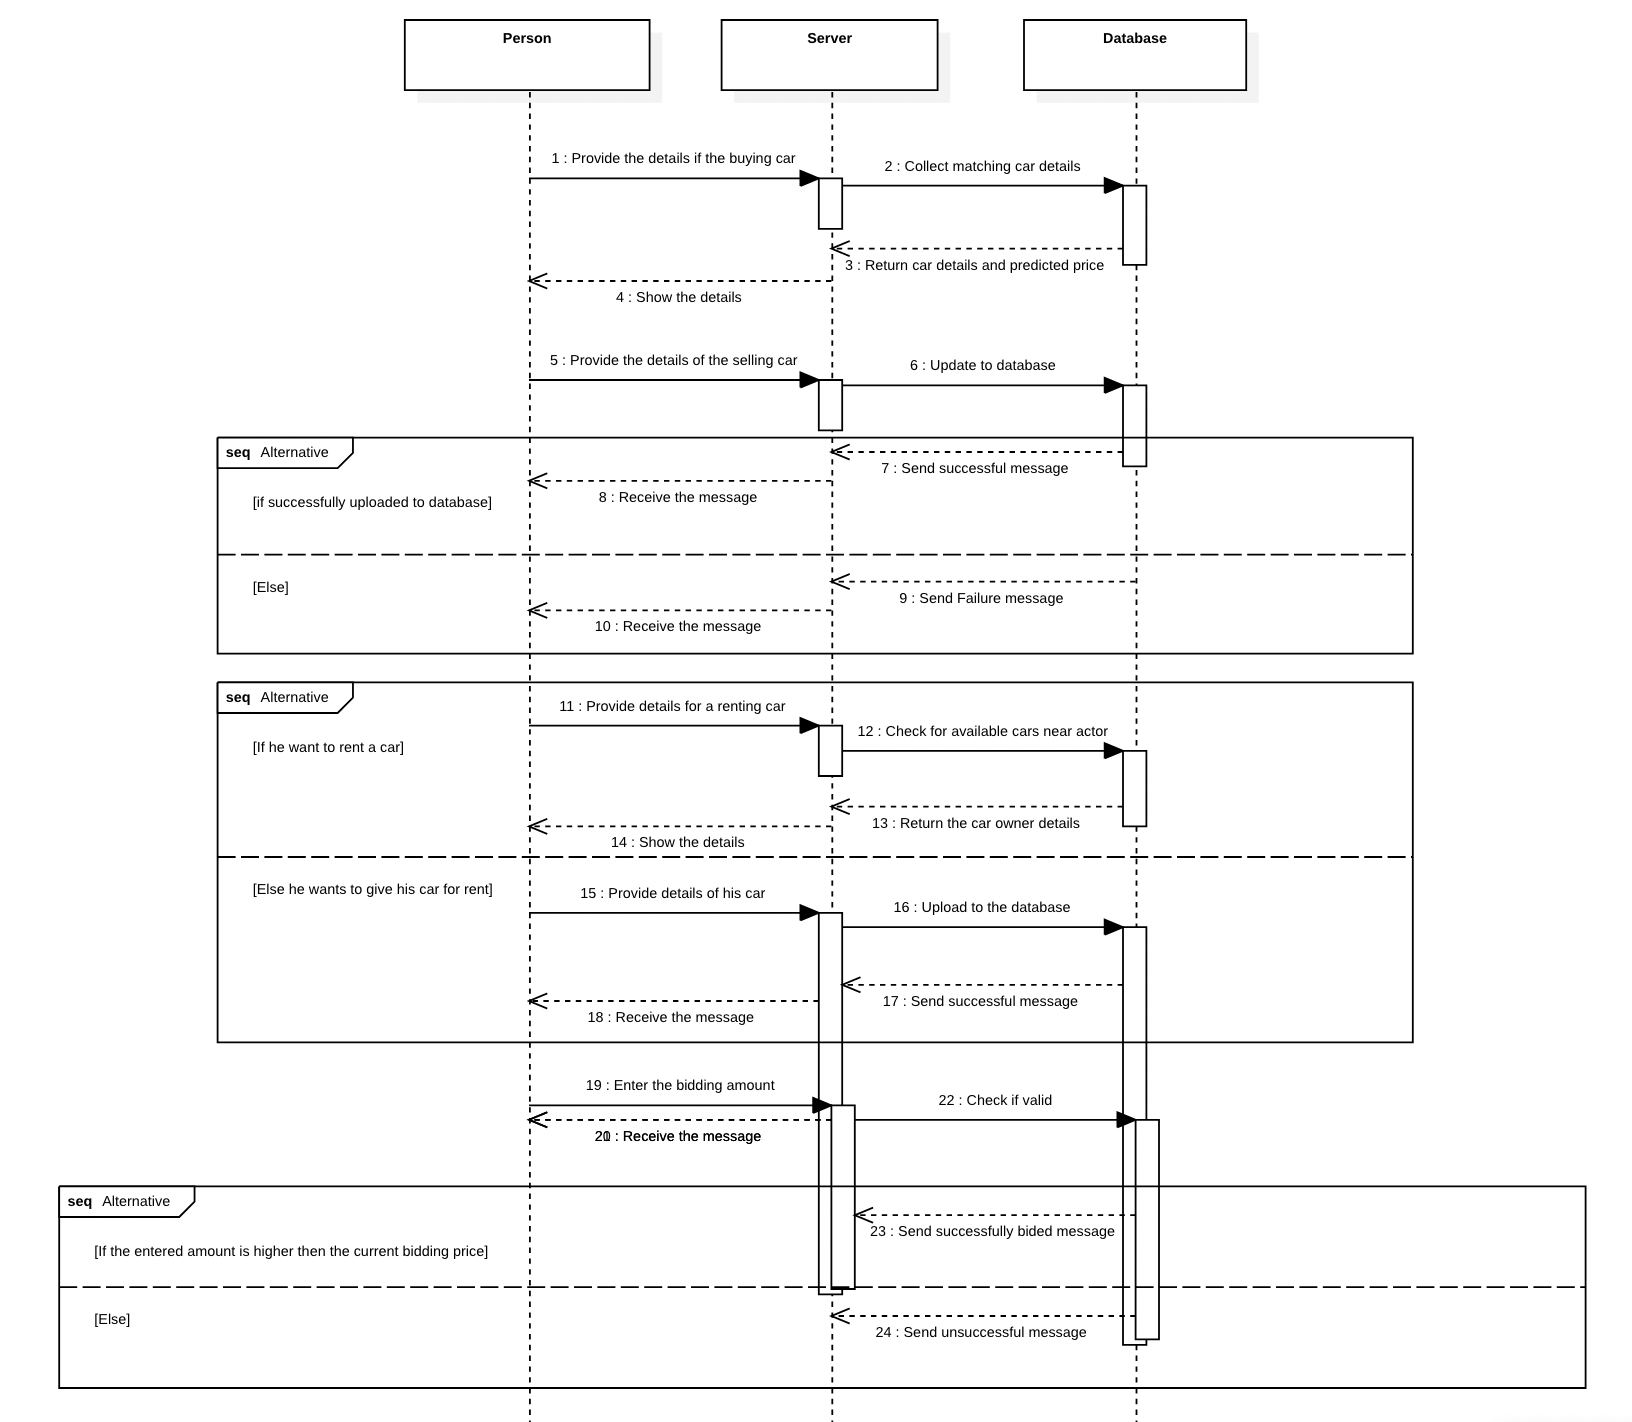 Person
Server
Database
1 : Provide the details if the buying car
2 : Collect matching car details
3 : Return car details and predicted price
4 : Show the details
5 : Provide the details of the selling car
6 : Update to database
seq Alternative
7 : Send successful message
8 : Receive the message
[if successfully uploaded to database]
[Else]
9 : Send Failure message
10 : Receive the message
seq Alternative
11 : Provide details for a renting car
12 : Check for available cars near actor
[If he want to rent a car]
13 : Return the car owner details
14 : Show the details
[Else he wants to give his car for rent]
15 : Provide details of his car
16 : Upload to the database
17 : Send successful message
18 : Receive the message
19 : Enter the bidding amount
22 : Check if valid
: Receive the message
seq Alternative
23 : Send successfully bided message
[If the entered amount is higher then the current bidding price]
[Else]
24 : Send unsuccessful message